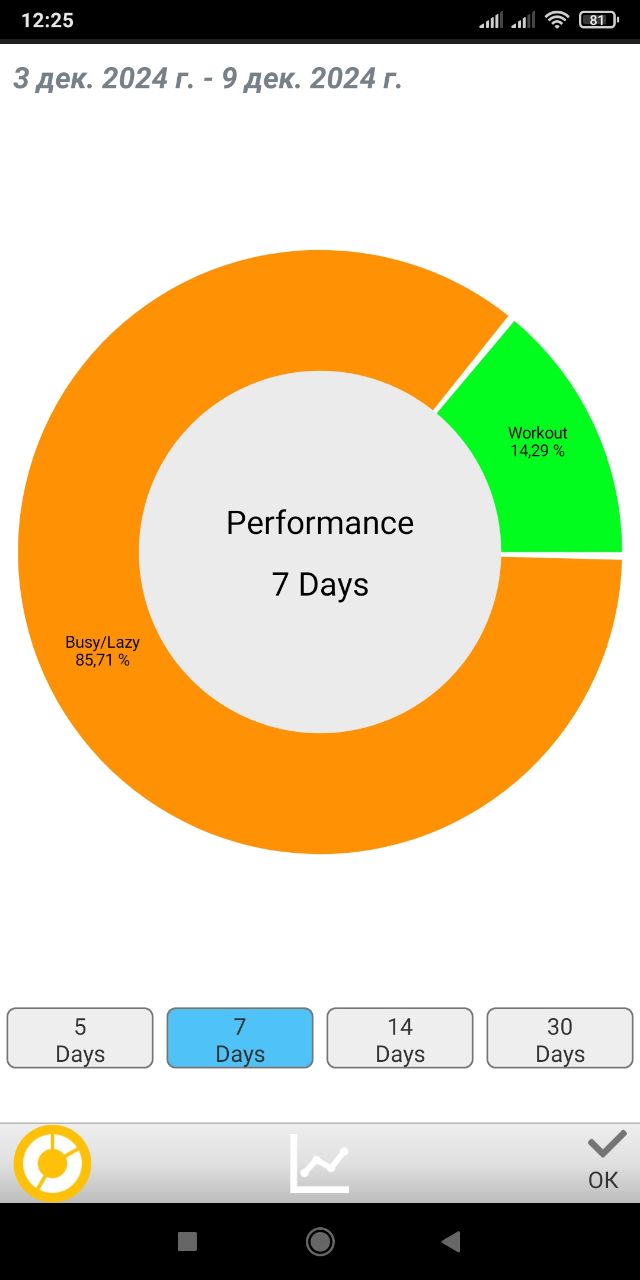 12:25
81
3 дек. 2024 г. - 9 дек. 2024 г.
Workout
14,29 %
Performance
7 Days
Busy/Lazy
85,71 %
5
Days
7
Days
14
Days
30
Days
OK